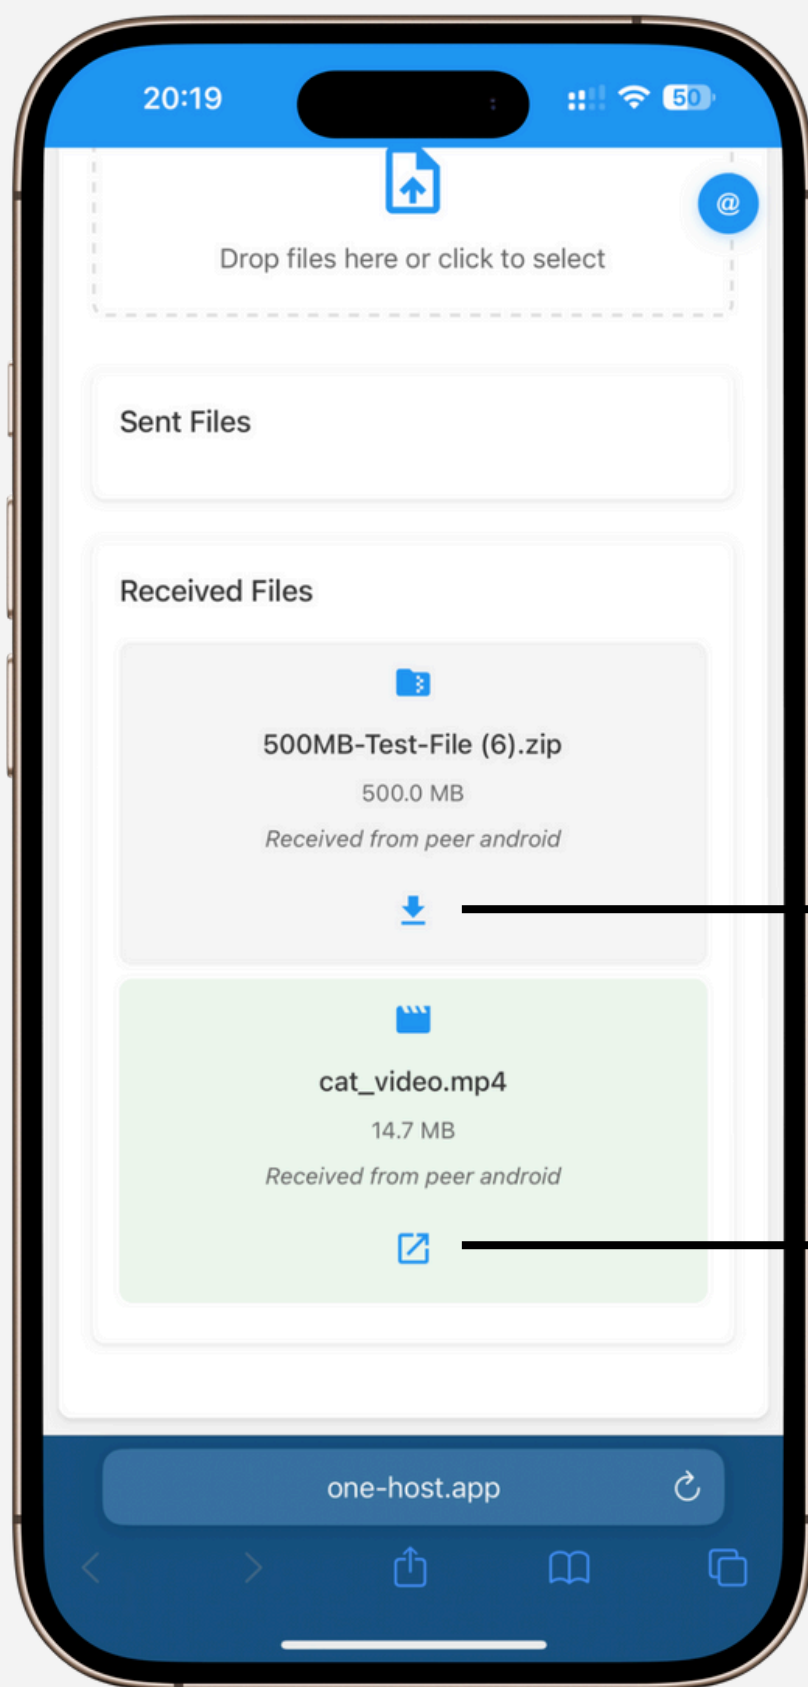 20:19
50
@
Drop files here or click to select
Sent Files
Received Files
500MB-Test-File (6).zip
500.0 MB
Received from peer android
cat_video.mp4
14.7 MB
Received from peer android
one-host.app